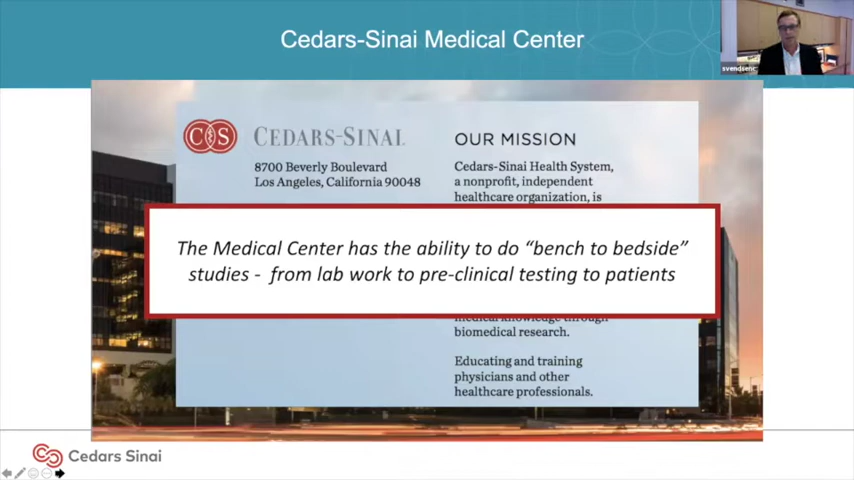 Cedars-Sinai Medical Center
svendsenc
CS
CEDARS-SINAI
8700 Beverly Boulevard
Los Angeles, California 90048
OUR MISSION
Cedars-Sinai Health System,
a nonprofit, independent
healthcare organization, is
The Medical Center has the ability to do “bench to bedside”
studies - from lab work to pre-clinical testing to patients
medical knowledge through
biomedical research.
Educating and training
physicians and other
healthcare professionals.
Cedars Sinai